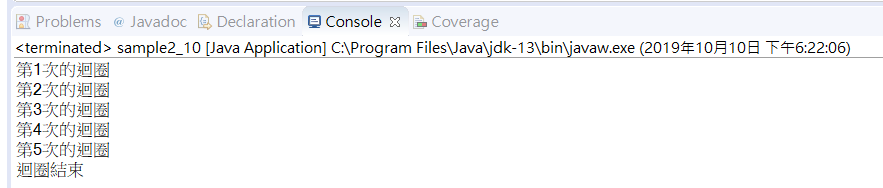 Problems @ Javadoc Declaration Console Coverage
<terminated> sample2_10 [Java Application] C:\Program Files\Java\jdk-13\bin\javaw.exe (2019年10月10日 下午6:22:06)
第1次的迴圈
第2次的迴圈
第3次的迴圈
第4次的迴圈
第5次的迴圈
迴圈結束